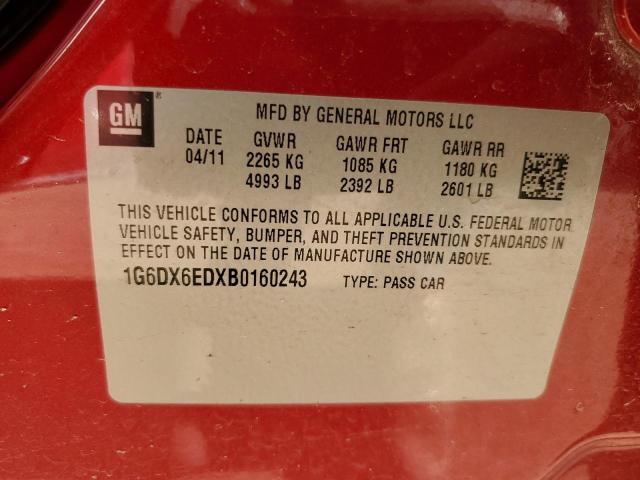 GM ®
MFD BY GENERAL MOTORS LLC
DATE GVWR GAWR FRT GAWR RR
04/11 2265 KG 1085 KG 1180 KG
4993 LB 2392 LB 2601 LB
THIS VEHICLE CONFORMS TO ALL APPLICABLE U.S. FEDERAL MOTOR
VEHICLE SAFETY, BUMPER, AND THEFT PREVENTION STANDARDS IN
EFFECT ON THE DATE OF MANUFACTURE SHOWN ABOVE.
1G6DX6EDXB0160243 TYPE: PASS CAR